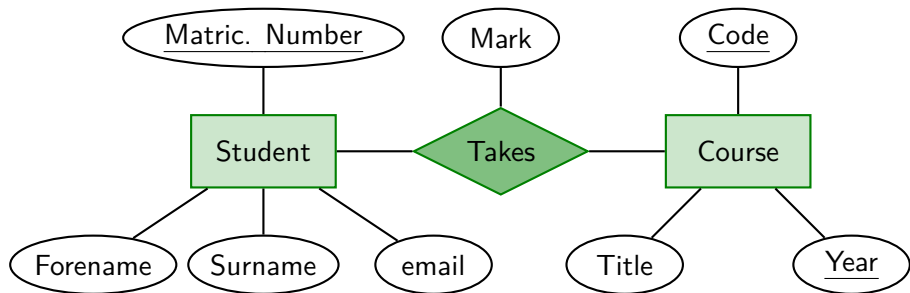 Matric. Number
Mark
Code
Student
Takes
Course
Forename
Surname
email
Title
Year